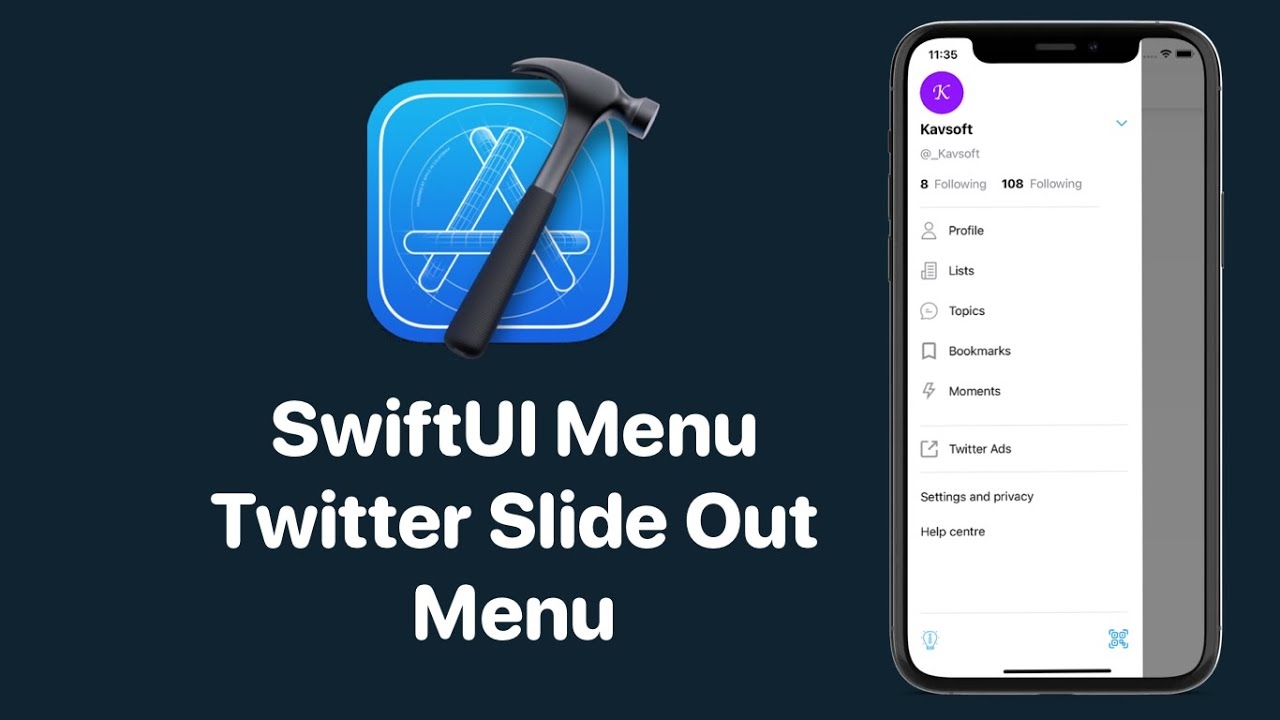 SwiftUI Menu
Twitter Slide Out
Menu
11:35
K
Kavsoft
@_Kavsoft
8 Following 108 Following
Profile
Lists
Topics
Bookmarks
Moments
Twitter Ads
Settings and privacy
Help centre